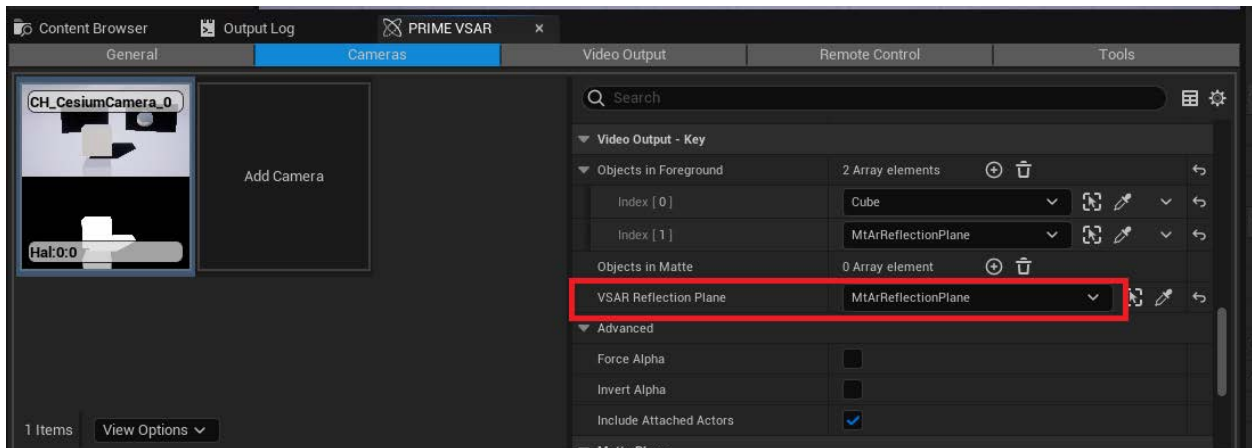 Content Browser Output Log PRIME VSAR ×
General Cameras Video Output Remote Control Tools
CH_CesiumCamera_0
Hal:0:0
Add Camera
1 Items View Options
Search
Video Output - Key
Objects in Foreground 2 Array elements
Index [ 0 ] Cube
Index [ 1 ] MtArReflectionPlane
Objects in Matte 0 Array element
VSAR Reflection Plane MtArReflectionPlane
Advanced
Force Alpha
Invert Alpha
Include Attached Actors